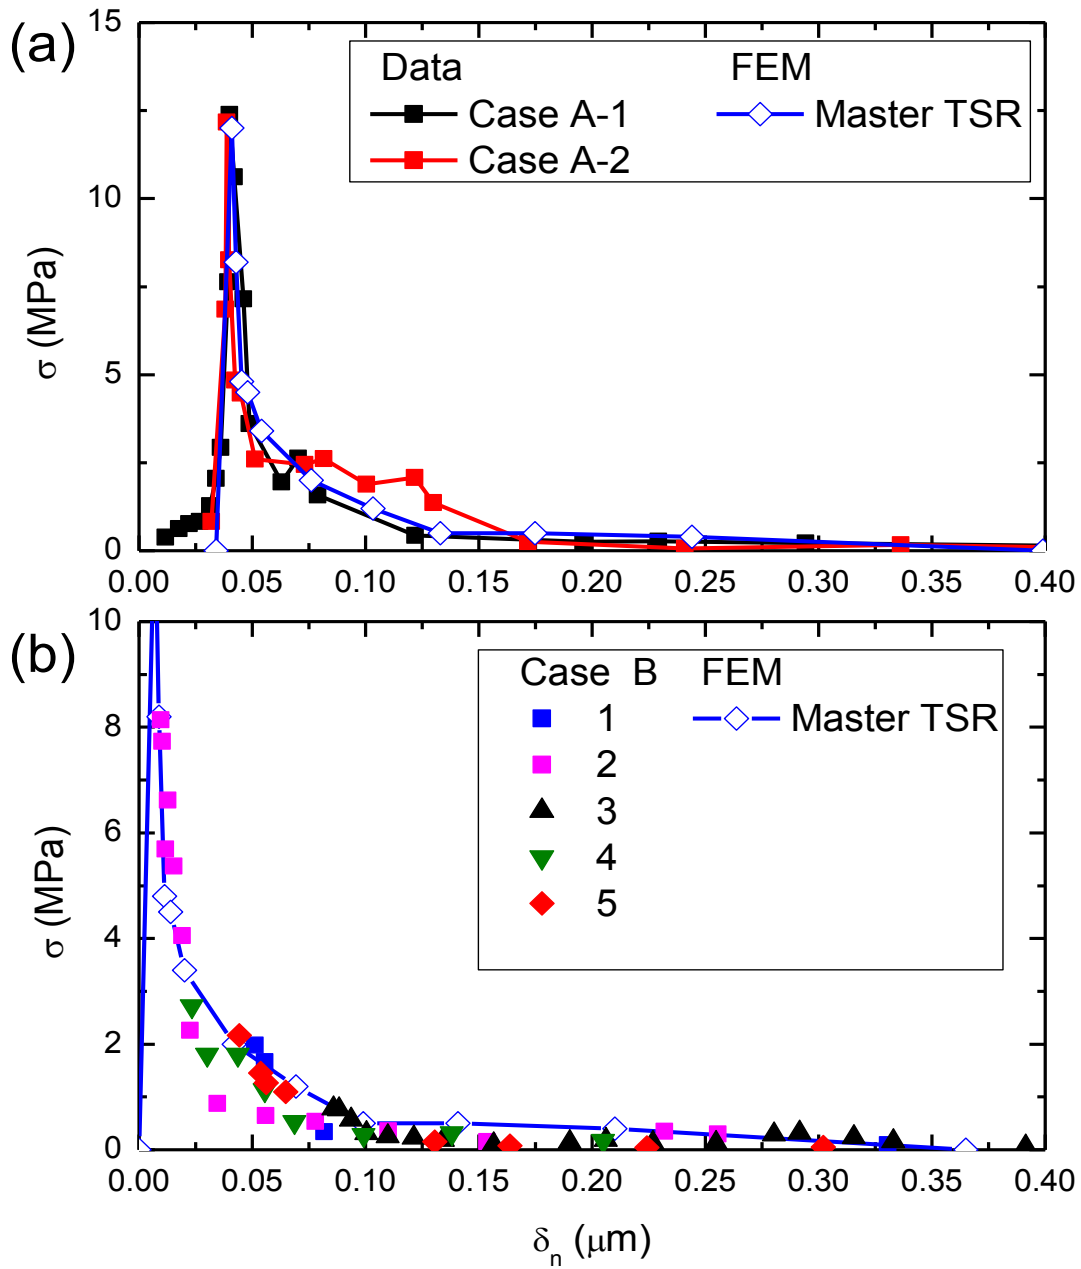 (a)
15
10
5
0
σ (MPa)
Data FEM
Case A-1 Master TSR
Case A-2
0.00 0.05 0.10 0.15 0.20 0.25 0.30 0.35 0.40
(b)
10
8
6
4
2
0
σ (MPa)
Case B FEM
1 Master TSR
2
3
4
5
0.00 0.05 0.10 0.15 0.20 0.25 0.30 0.35 0.40
δn (μm)